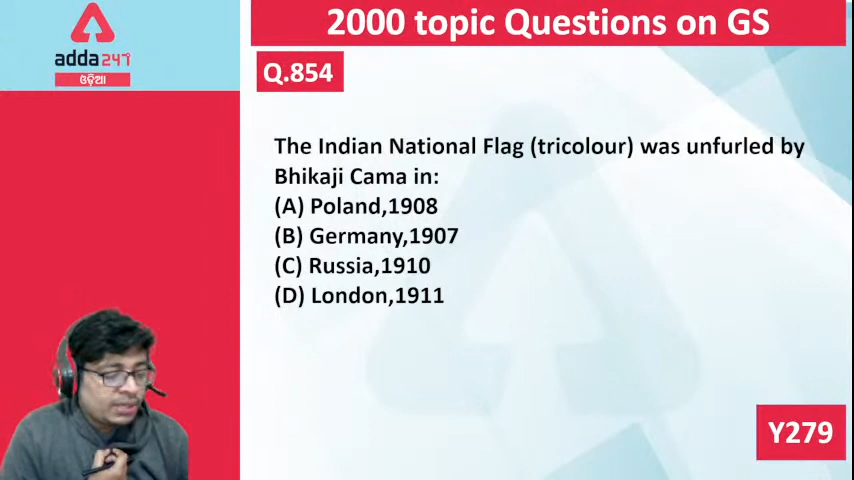 2000 topic Questions on GS
adda247
ଓଡ଼ିଆ
Q.854
The Indian National Flag (tricolour) was unfurled by
Bhikaji Cama in:
(A) Poland,1908
(B) Germany,1907
(C) Russia,1910
(D) London,1911
Y279